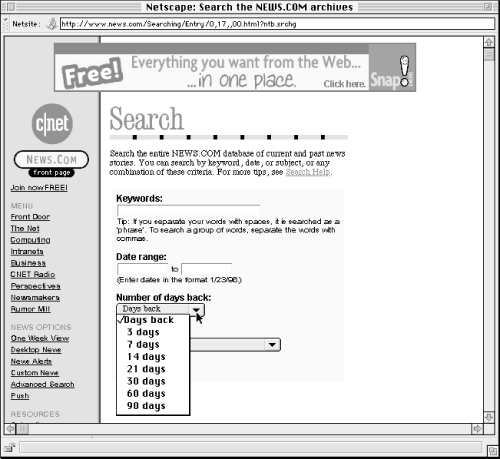 Netscape: Search the NEWS.COM archives
Netsite: http://www.news.com/Searching/Entry/0,17,,00.html?ntb.srchg
Free! Everything you want from the Web...
...in one place. Click here. Snap!
c|net
NEWS.COM
front page
Join now FREE!
MENU
Front Door
The Net
Computing
Intranets
Business
CNET Radio
Perspectives
Newsmakers
Rumor Mill
NEWS OPTIONS
One Week View
Desktop News
News Alerts
Custom News
Advanced Search
Push
RESOURCES
Search
Search the entire NEWS.COM database of current and past news
stories. You can search by keyword, date, or subject, or any
combination of these criteria. For more tips, see Search Help.
Keywords:
Tip: If you separate your words with spaces, it is searched as a
'phrase'. To search a group of words, separate the words with
commas.
Date range:
to
(Enter dates in the format 1/23/96.)
Number of days back:
Days back
✓Days back
3 days
7 days
14 days
21 days
30 days
60 days
90 days